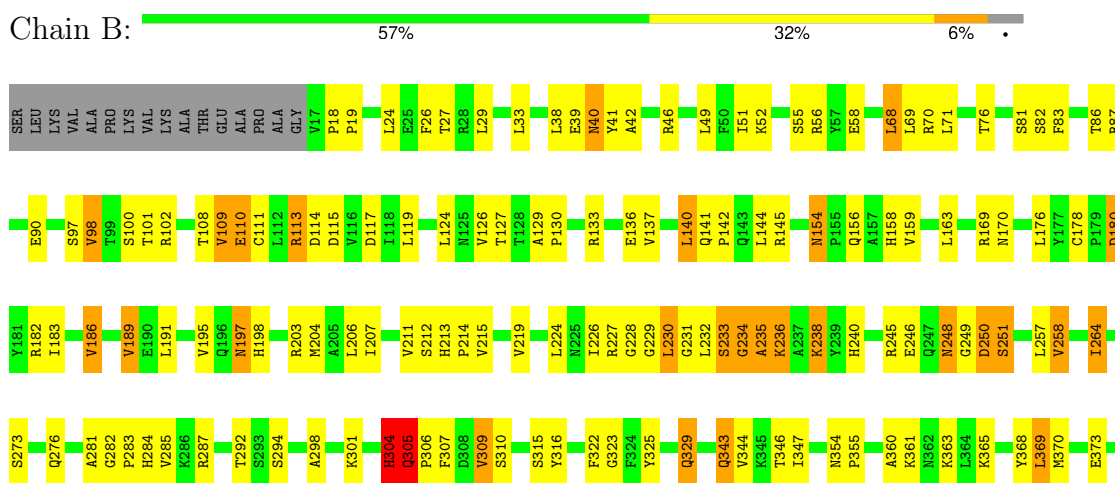 Chain B:
57% 32% 6% •
SER LEU LYS VAL ALA PRO LYS VAL LYS ALA THR GLU ALA PRO ALA GLY V17 P18 P19 L24 E25 F26 T27 R28 L29 L33 L38 E39 N40 Y41 A42 R46 L49 F50 I51 K52 S55 R56 Y57 E58 L68 L69 R70 L71 T76 S81 S82 F83 T86
E90 S97 V98 T99 S100 T101 R102 T108 V109 E110 C111 L112 R113 D114 D115 V116 D117 I118 L119 L124 N125 V126 T127 T128 A129 P130 R133 E136 V137 L140 Q141 P142 Q143 L144 R145 N154 P155 Q156 A157 H158 V159 L163 R169 N170 L176 Y177 C178 P179
Y181 R182 I183 V186 V189 E190 L191 V195 Q196 N197 H198 R203 M204 A205 L206 I207 V211 S212 H213 P214 V215 V219 L224 N225 I226 R227 G228 G229 L230 G231 L232 S233 G234 A235 K236 A237 K238 Y239 H240 R245 E246 Q247 N248 G249 D250 S251 L257 V258 I264
S273 Q276 A281 G282 P283 H284 V285 K286 R287 T292 S293 S294 A298 K301 H304 Q305 P306 F307 D308 V309 S310 S315 Y316 F322 G323 F324 Y325 Q329 Q343 V344 K345 T346 I347 N354 P355 A360 K361 N362 K363 L364 K365 Y368 L369 M370 E373